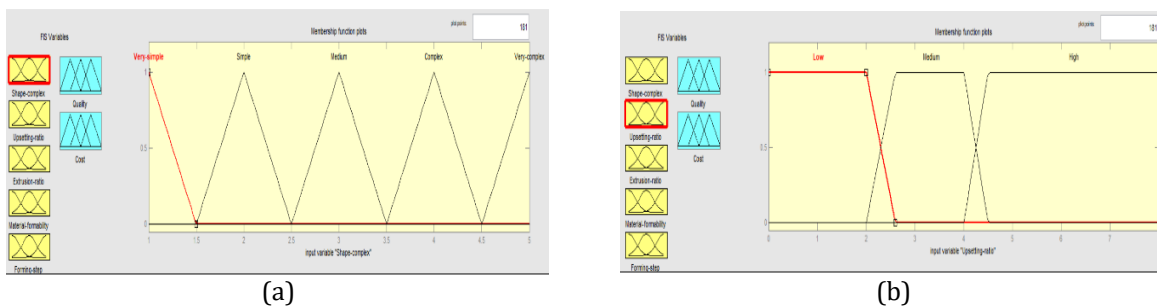 FIS Variables
Shape-complex
Upsetting-ratio
Extrusion-ratio
Material-formability
Forming-step
Quality
Cost
plot points:
181
Membership function plots
Very-simple Simple Medium Complex Very-complex
1
0.5
0
1 1.5 2 2.5 3 3.5 4 4.5 5
input variable "Shape-complex"
(a)
FIS Variables
Shape-complex
Upsetting-ratio
Extrusion-ratio
Material-formability
Forming-step
Quality
Cost
plot points:
181
Membership function plots
Low Medium High
1
0.5
0
0 1 2 3 4 5 6 7
input variable "Upsetting-ratio"
(b)